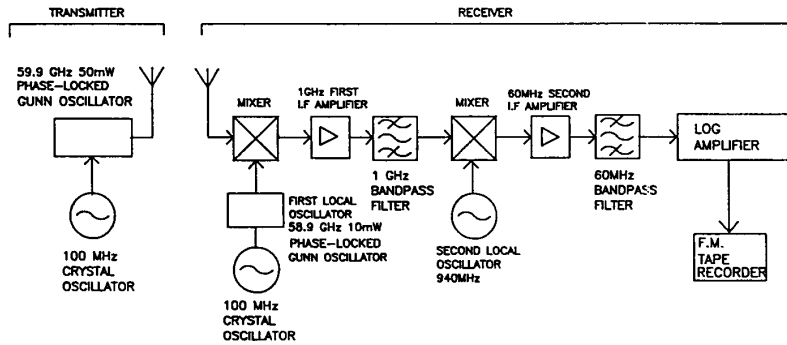 TRANSMITTER
RECEIVER
59.9 GHz 50mW
PHASE-LOCKED
GUNN OSCILLATOR
100 MHz
CRYSTAL
OSCILLATOR
MIXER
1GHz FIRST
I.F AMPLIFIER
1 GHz
BANDPASS
FILTER
FIRST LOCAL
OSCILLATOR
58.9 GHz 10mW
PHASE-LOCKED
GUNN OSCILLATOR
100 MHz
CRYSTAL
OSCILLATOR
MIXER
SECOND LOCAL
OSCILLATOR
940MHz
60MHz SECOND
I.F AMPLIFIER
60MHz
BANDPASS
FILTER
LOG
AMPLIFIER
F.M.
TAPE
RECORDER